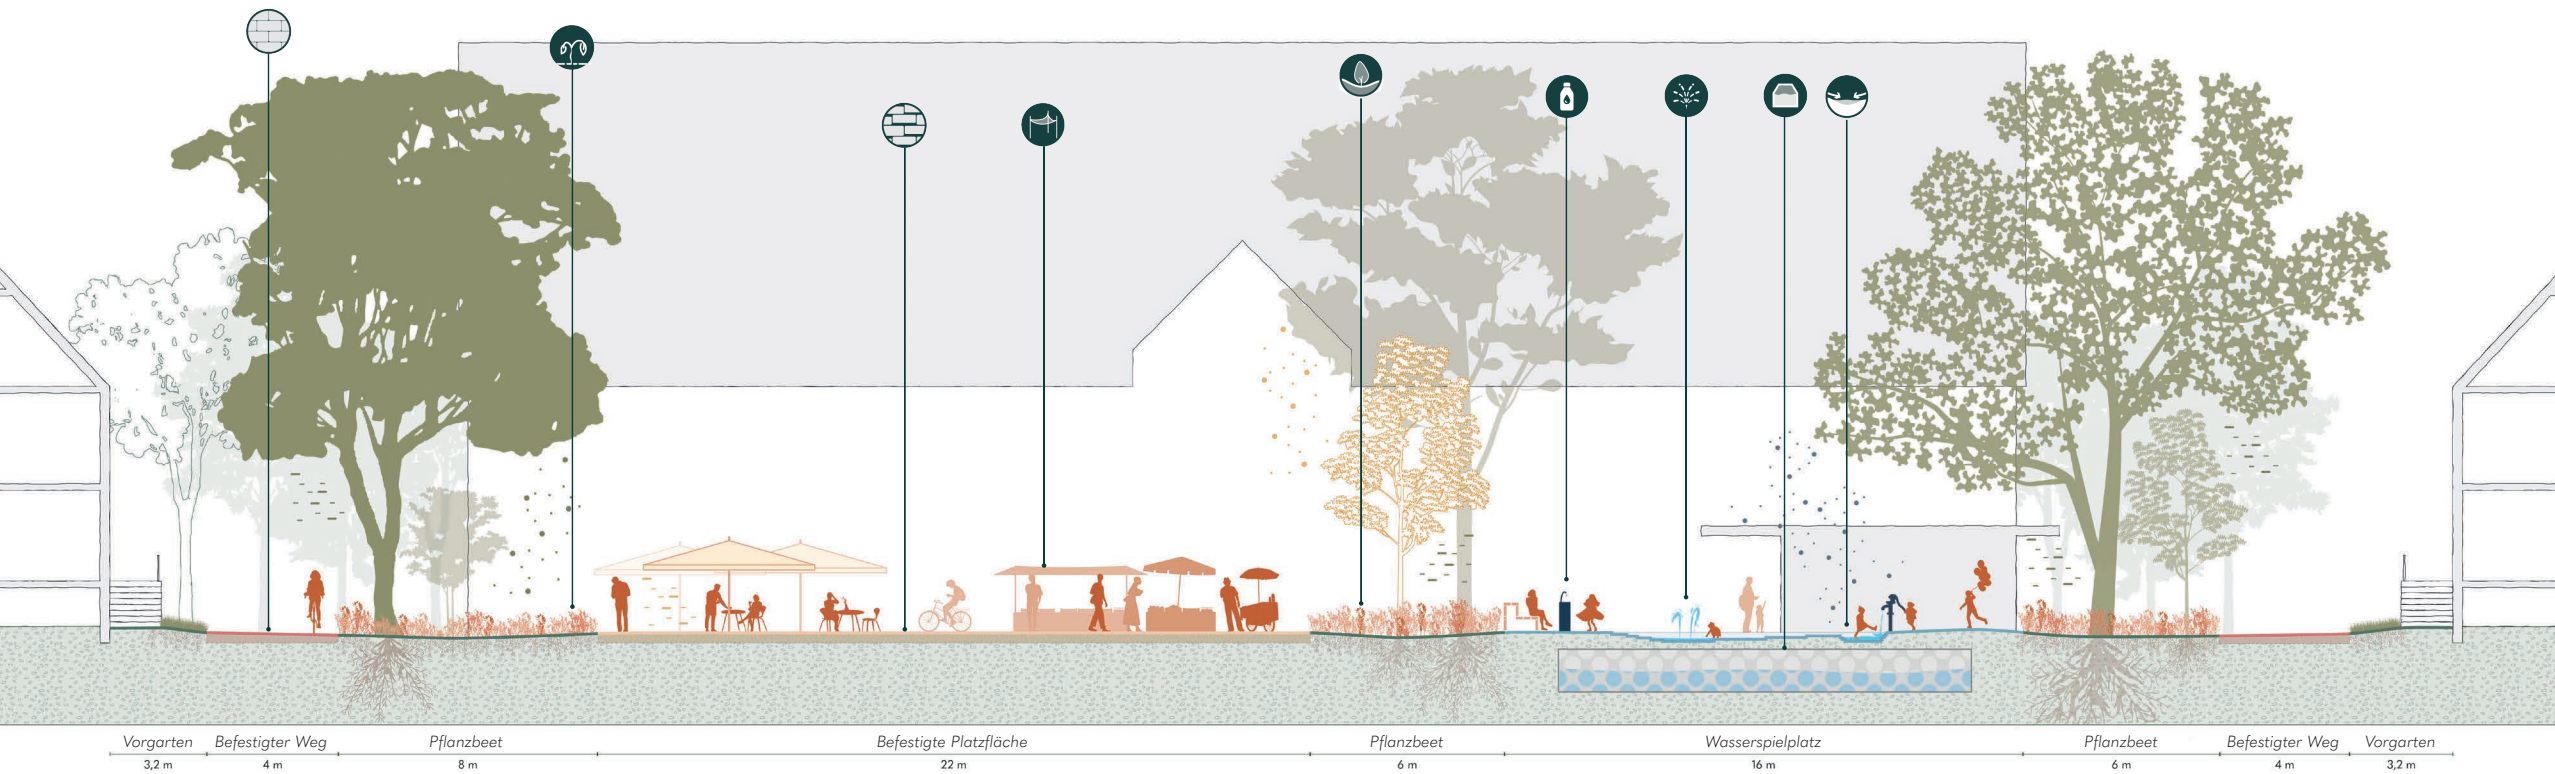 Vorgarten Befestigter Weg Pflanzbeet Befestigte Platzfläche Pflanzbeet Wasserspielplatz Pflanzbeet Befestigter Weg Vorgarten
3,2 m 4 m 8 m 22 m 6 m 16 m 6 m 4 m 3,2 m